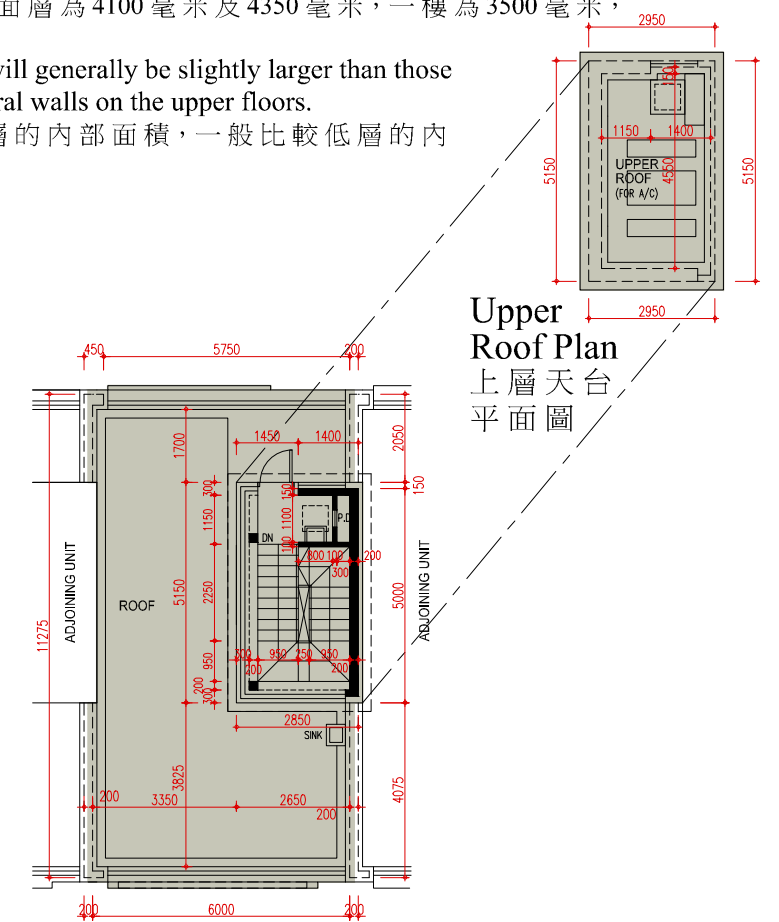 面層為4100毫米及4350毫米，一樓為3500毫米，
will generally be slightly larger than those
ral walls on the upper floors.
層的內部面積，一般比較低層的內
2950
150
1150 1400
5150
4550
5150
UPPER
ROOF
(FOR A/C)
2950
Upper
Roof Plan
上層天台
平面圖
450 5750 200
1700
1450 1400
2050
300
150
150
1150
1100
P.D
DN
100
800 100 200
300
ADJOINING UNIT
ROOF
5150
2250
5000
ADJOINING UNIT
11275
950
300 950 250 950
200 200
200
300
2850
SINK
3825
4075
200 3350 2650
200
200 6000 200